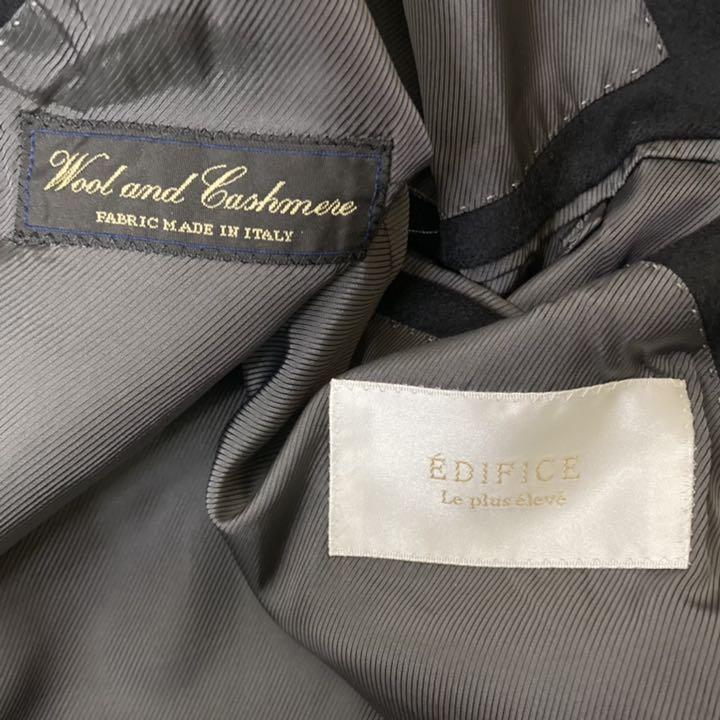 Wool and Cashmere
FABRIC MADE IN ITALY
ÉDIFICE
Le plus élevé